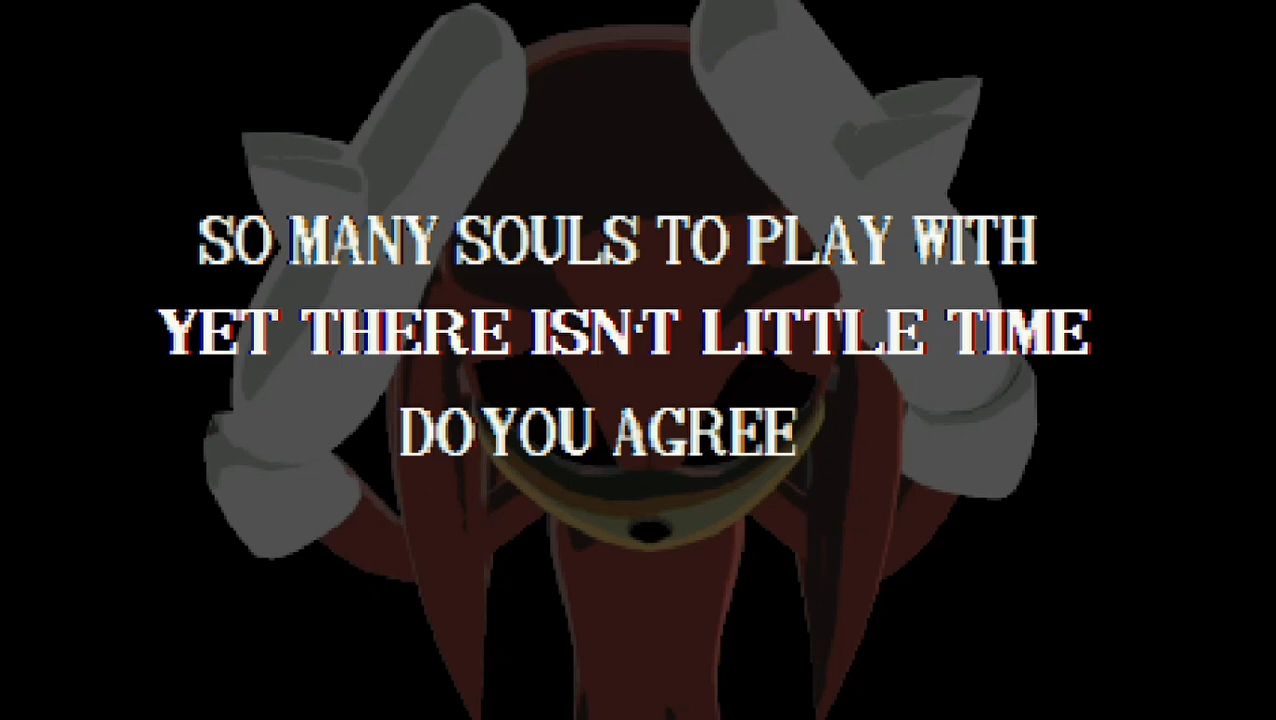 SO MANY SOULS TO PLAY WITH
YET THERE ISN·T LITTLE TIME
DO YOU AGREE